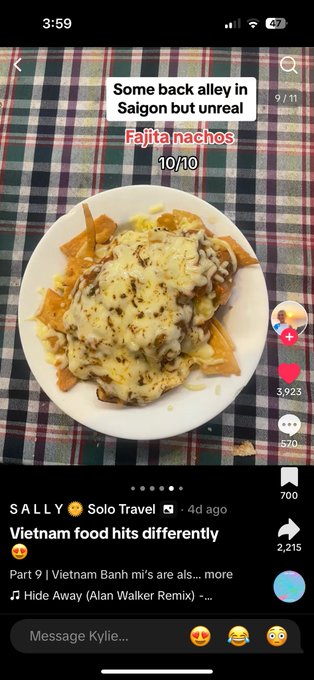 3:59
47
Some back alley in
Saigon but unreal
9 / 11
Fajita nachos
10/10
3,923
570
700
S A L L Y 🌞 Solo Travel · 4d ago
2,215
Vietnam food hits differently
😍
Part 9 | Vietnam Banh mi's are als... more
♫ Hide Away (Alan Walker Remix) -...
Message Kylie...